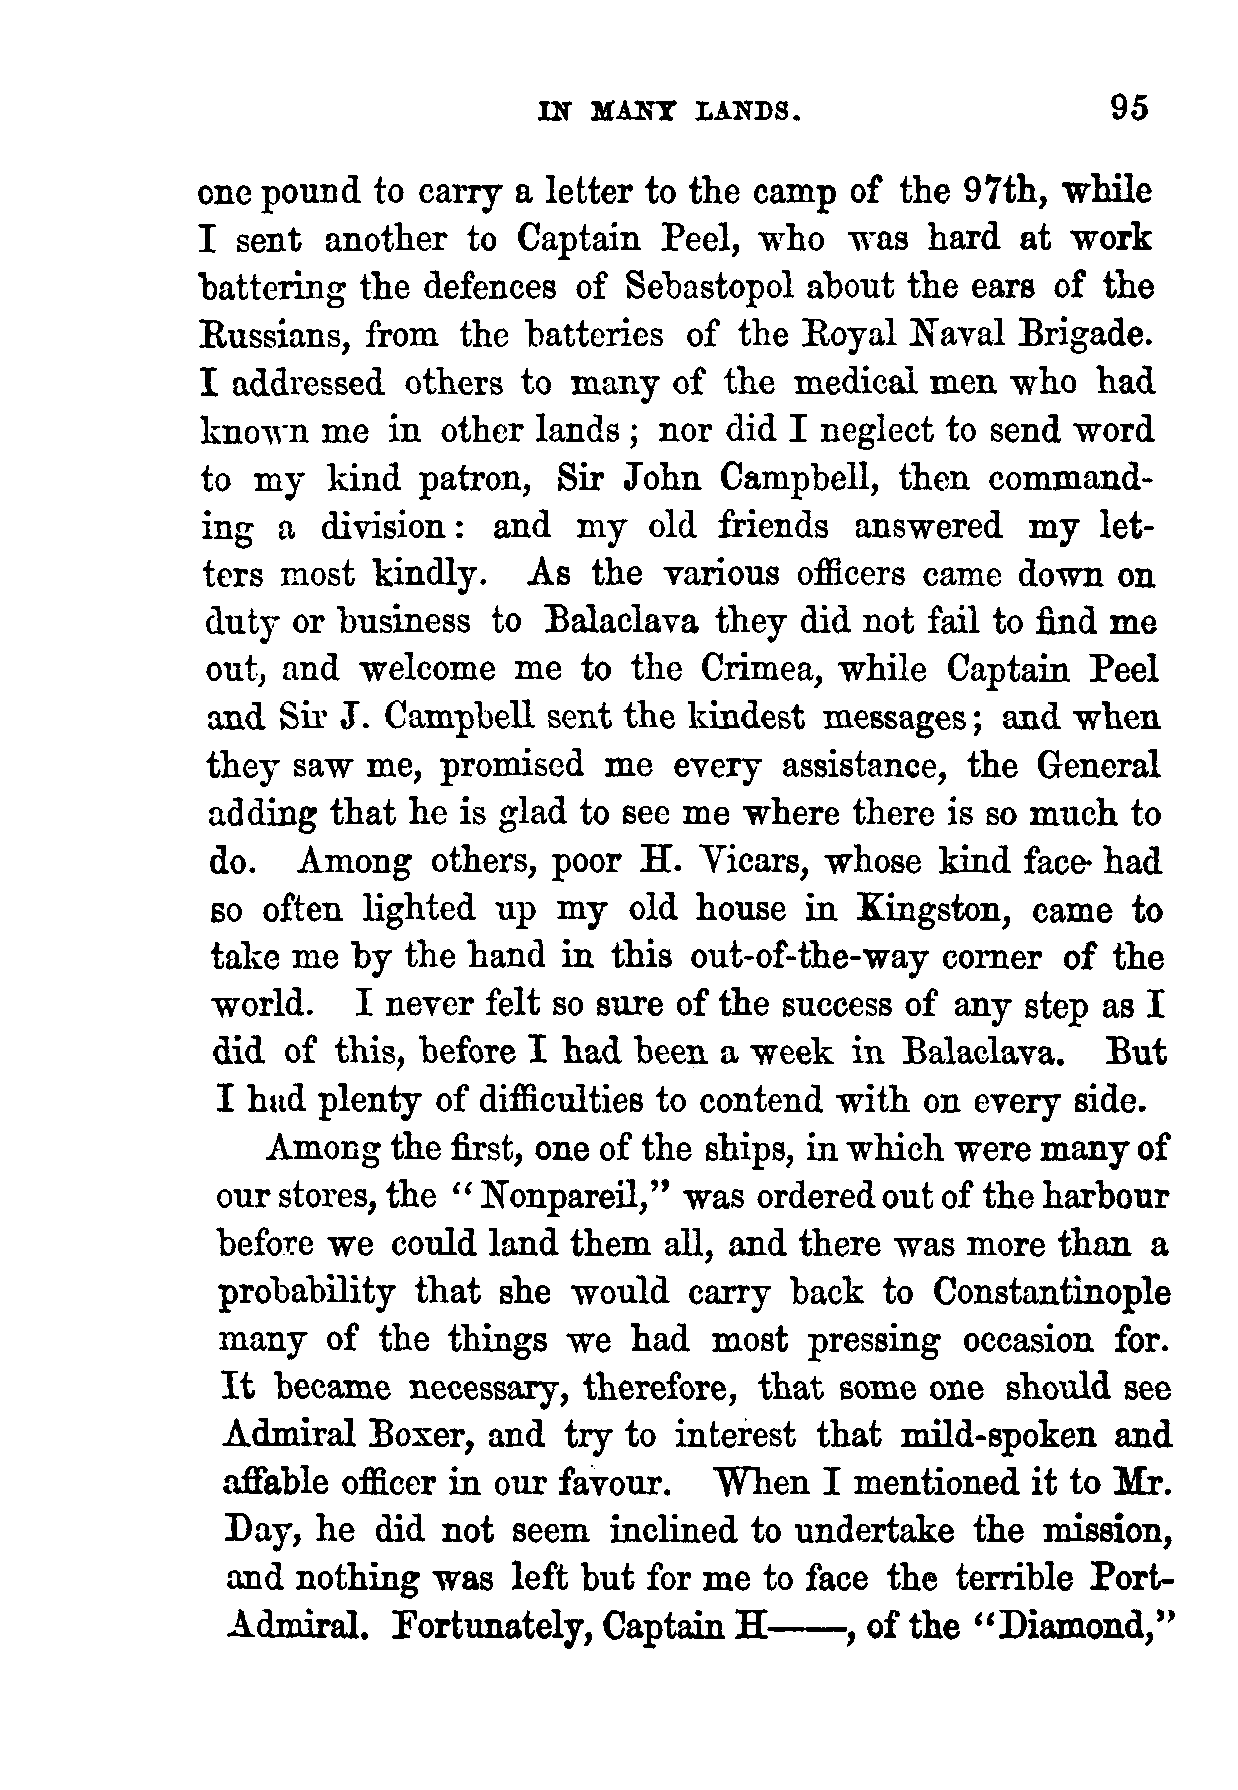 IN MANY LANDS. 95
one pound to carry a letter to the camp of the 97th, while
I sent another to Captain Peel, who was hard at work
battering the defences of Sebastopol about the ears of the
Russians, from the batteries of the Royal Naval Brigade.
I addressed others to many of the medical men who had
known me in other lands; nor did I neglect to send word
to my kind patron, Sir John Campbell, then command-
ing a division: and my old friends answered my let-
ters most kindly. As the various officers came down on
duty or business to Balaclava they did not fail to find me
out, and welcome me to the Crimea, while Captain Peel
and Sir J. Campbell sent the kindest messages; and when
they saw me, promised me every assistance, the General
adding that he is glad to see me where there is so much to
do. Among others, poor H. Vicars, whose kind face had
so often lighted up my old house in Kingston, came to
take me by the hand in this out-of-the-way corner of the
world. I never felt so sure of the success of any step as I
did of this, before I had been a week in Balaclava. But
I had plenty of difficulties to contend with on every side.
Among the first, one of the ships, in which were many of
our stores, the "Nonpareil," was ordered out of the harbour
before we could land them all, and there was more than a
probability that she would carry back to Constantinople
many of the things we had most pressing occasion for.
It became necessary, therefore, that some one should see
Admiral Boxer, and try to interest that mild-spoken and
affable officer in our favour. When I mentioned it to Mr.
Day, he did not seem inclined to undertake the mission,
and nothing was left but for me to face the terrible Port-
Admiral. Fortunately, Captain H——, of the "Diamond,"